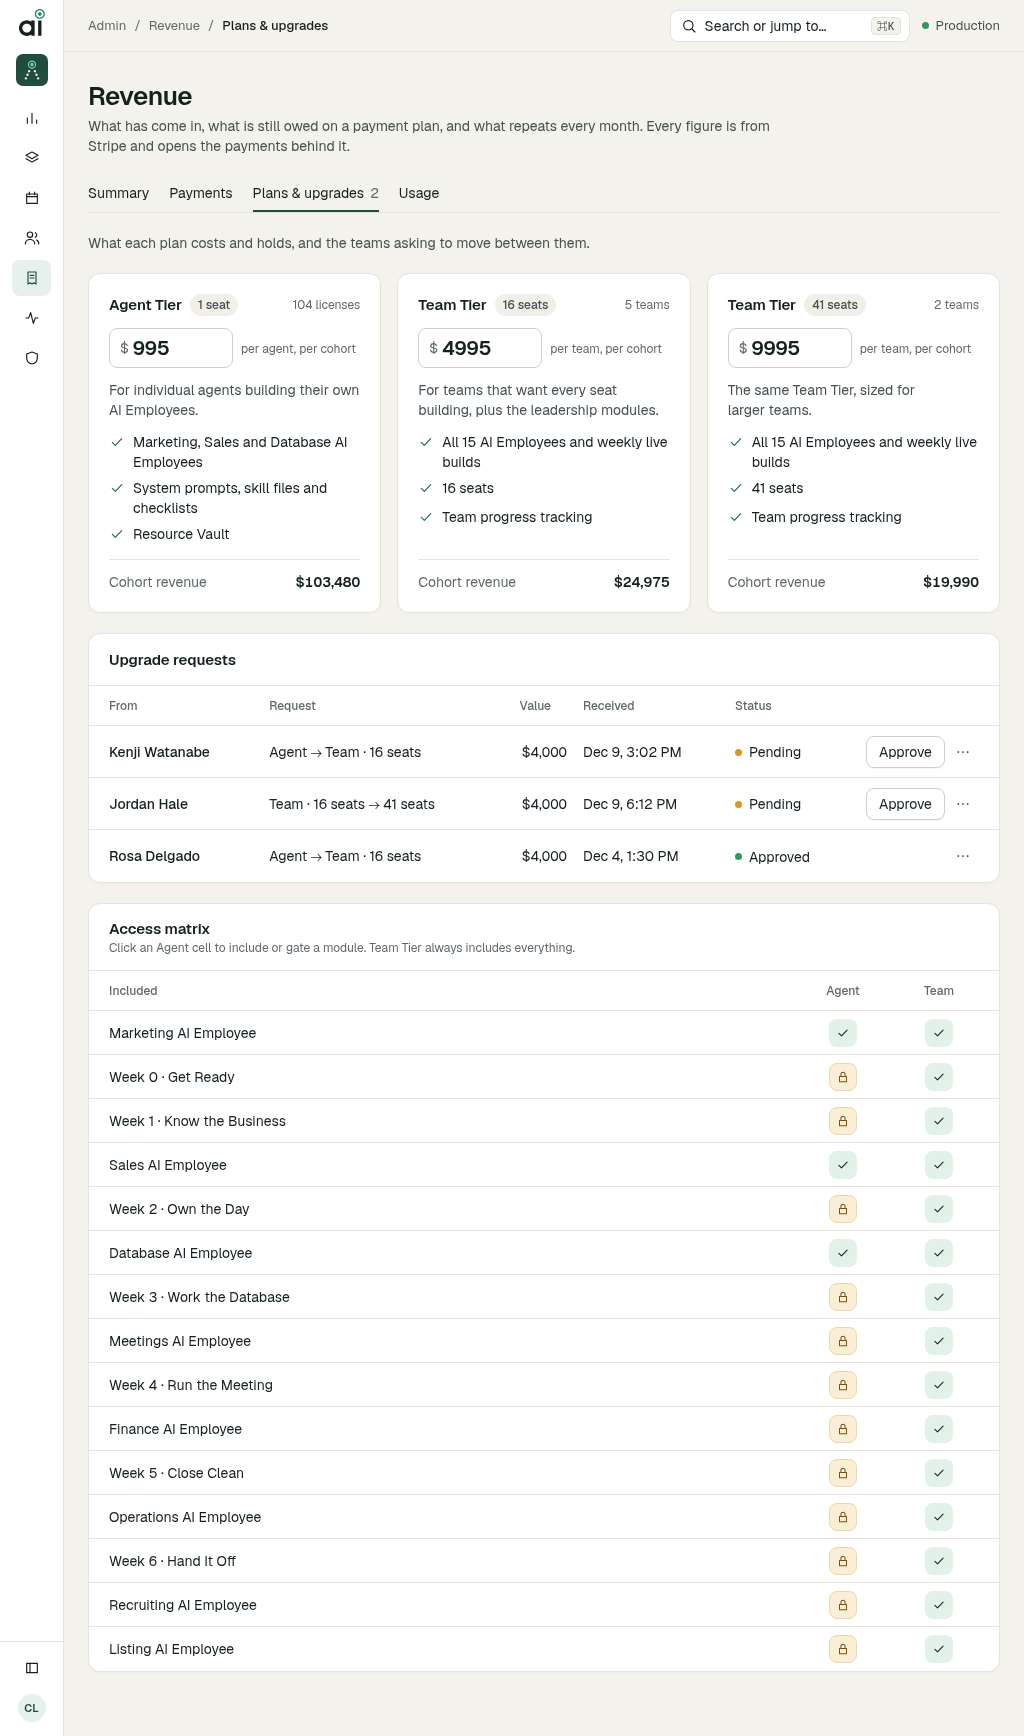 ai
Admin / Revenue / Plans & upgrades
Search or jump to...
⌘K
Production
Revenue
What has come in, what is still owed on a payment plan, and what repeats every month. Every figure is from
Stripe and opens the payments behind it.
Summary Payments Plans & upgrades 2 Usage
What each plan costs and holds, and the teams asking to move between them.
Agent Tier 1 seat 104 licenses
$ 995 per agent, per cohort
For individual agents building their own
AI Employees.
Marketing, Sales and Database AI
Employees
System prompts, skill files and
checklists
Resource Vault
Cohort revenue $103,480
Team Tier 16 seats 5 teams
$ 4995 per team, per cohort
For teams that want every seat
building, plus the leadership modules.
All 15 AI Employees and weekly live
builds
16 seats
Team progress tracking
Cohort revenue $24,975
Team Tier 41 seats 2 teams
$ 9995 per team, per cohort
The same Team Tier, sized for
larger teams.
All 15 AI Employees and weekly live
builds
41 seats
Team progress tracking
Cohort revenue $19,990
Upgrade requests
From Request Value Received Status
Kenji Watanabe Agent → Team · 16 seats $4,000 Dec 9, 3:02 PM Pending Approve ···
Jordan Hale Team · 16 seats → 41 seats $4,000 Dec 9, 6:12 PM Pending Approve ···
Rosa Delgado Agent → Team · 16 seats $4,000 Dec 4, 1:30 PM Approved ···
Access matrix
Click an Agent cell to include or gate a module. Team Tier always includes everything.
Included Agent Team
Marketing AI Employee
Week 0 · Get Ready
Week 1 · Know the Business
Sales AI Employee
Week 2 · Own the Day
Database AI Employee
Week 3 · Work the Database
Meetings AI Employee
Week 4 · Run the Meeting
Finance AI Employee
Week 5 · Close Clean
Operations AI Employee
Week 6 · Hand It Off
Recruiting AI Employee
Listing AI Employee
CL